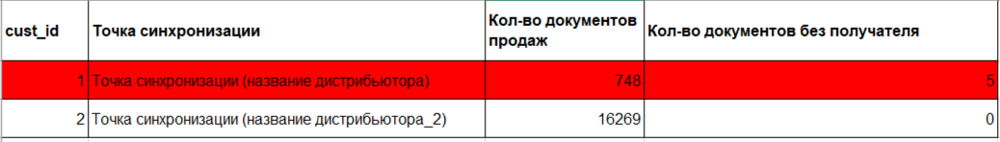 cust_id Точка синхронизации Кол-во документов продаж Кол-во документов без получателя
1 Точка синхронизации (название дистрибьютора) 748 5
2 Точка синхронизации (название дистрибьютора_2) 16269 0